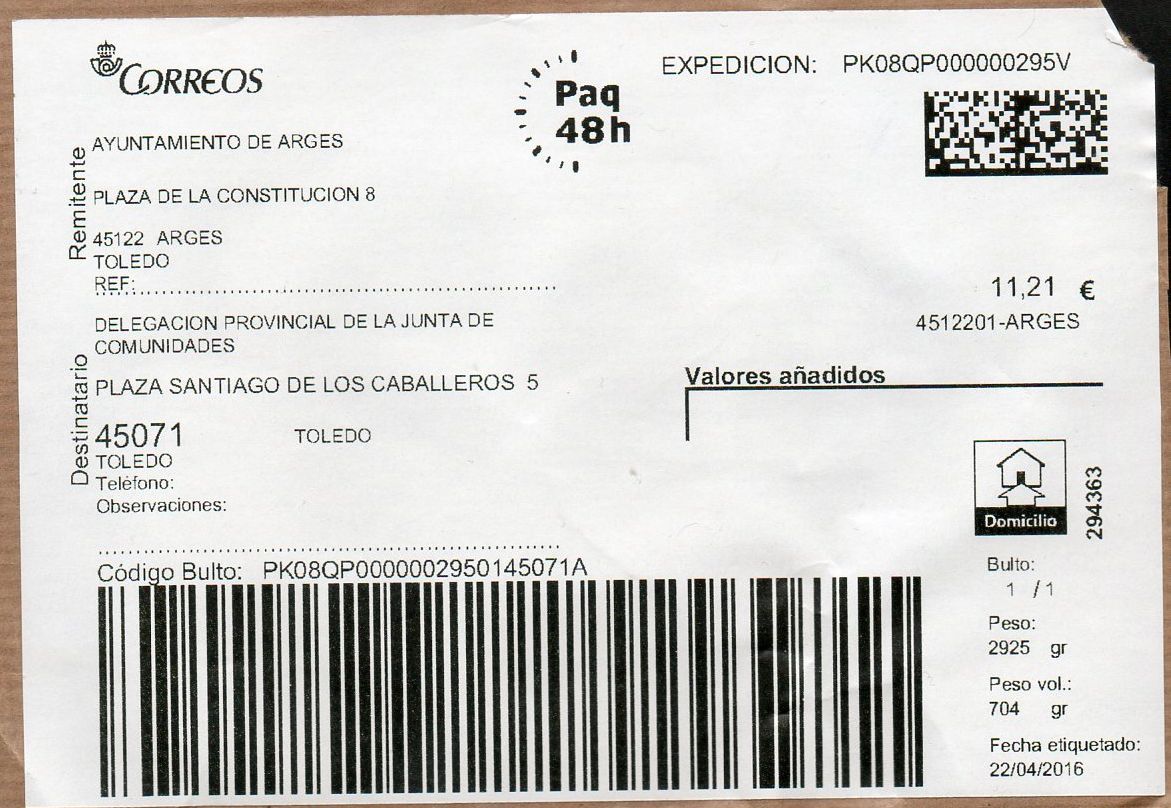 CORREOS
Paq
48h
EXPEDICION: PK08QP000000295V
Remitente
AYUNTAMIENTO DE ARGES
PLAZA DE LA CONSTITUCION 8
45122 ARGES
TOLEDO
REF:
11,21 €
4512201-ARGES
Destinatario
DELEGACION PROVINCIAL DE LA JUNTA DE
COMUNIDADES
PLAZA SANTIAGO DE LOS CABALLEROS 5
45071 TOLEDO
TOLEDO
Teléfono:
Observaciones:
Valores añadidos
Domicilio
294363
Código Bulto: PK08QP0000002950145071A
Bulto:
1 / 1
Peso:
2925 gr
Peso vol.:
704 gr
Fecha etiquetado:
22/04/2016